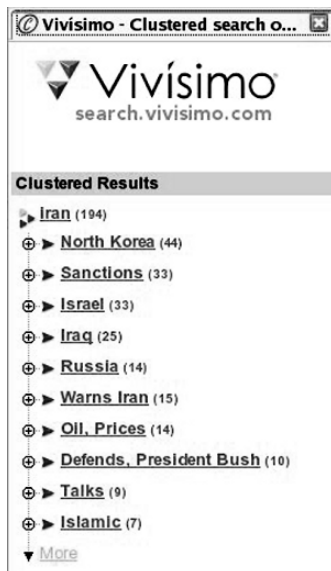 Vivísimo - Clustered search o...
Vivísimo
search.vivisimo.com
Clustered Results
Iran (194)
North Korea (44)
Sanctions (33)
Israel (33)
Iraq (25)
Russia (14)
Warns Iran (15)
Oil, Prices (14)
Defends, President Bush (10)
Talks (9)
Islamic (7)
More